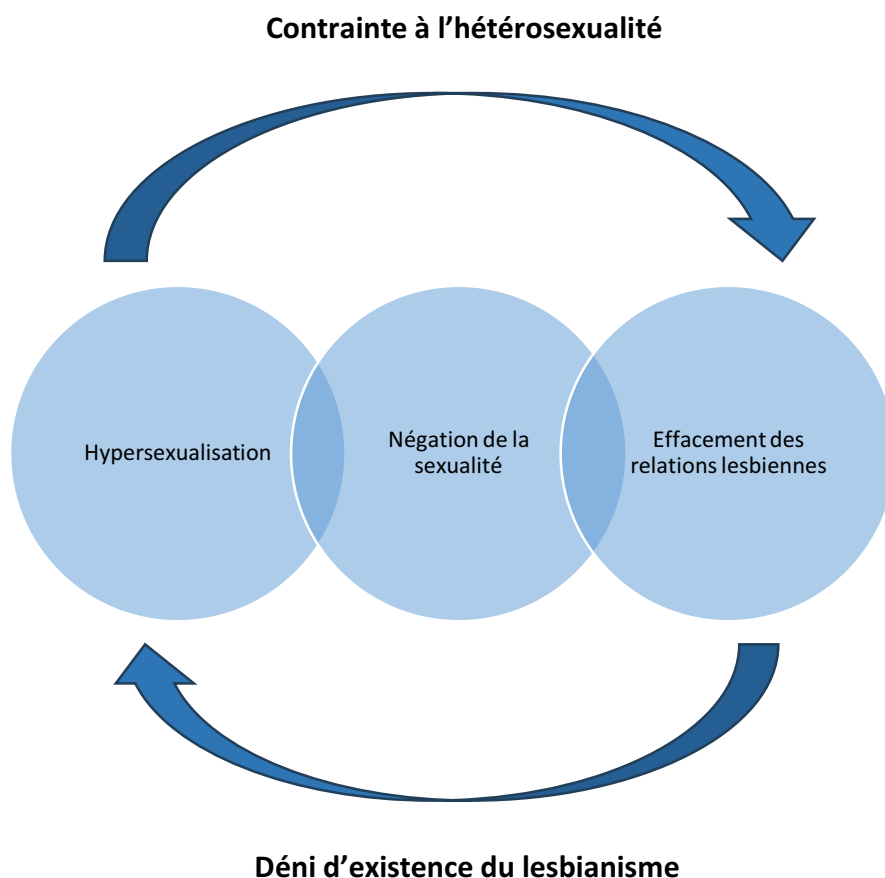 Contrainte à l’hétérosexualité
Hypersexualisation
Négation de la
sexualité
Effacement des
relations lesbiennes
Déni d’existence du lesbianisme